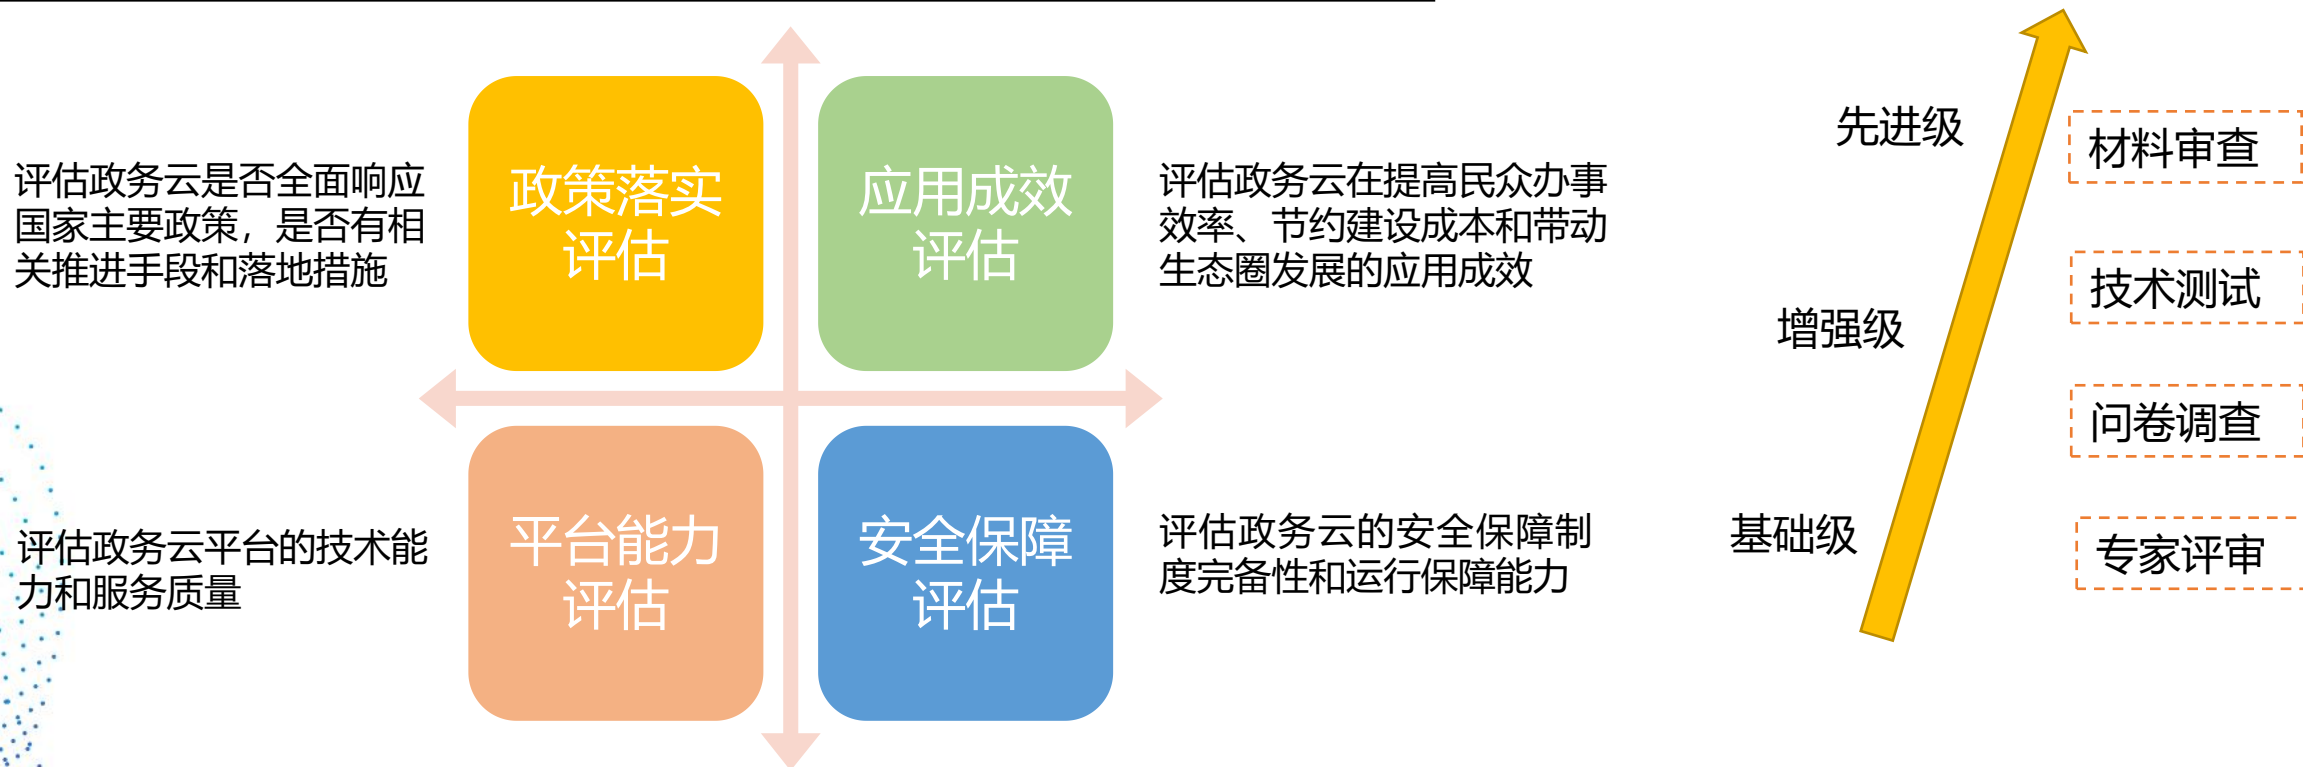 评估政务云是否全面响应
国家主要政策，是否有相
关推进手段和落地措施
政策落实
评估
应用成效
评估
评估政务云在提高民众办事
效率、节约建设成本和带动
生态圈发展的应用成效
评估政务云平台的技术能
力和服务质量
平台能力
评估
安全保障
评估
评估政务云的安全保障制
度完备性和运行保障能力
先进级
增强级
基础级
材料审查
技术测试
问卷调查
专家评审